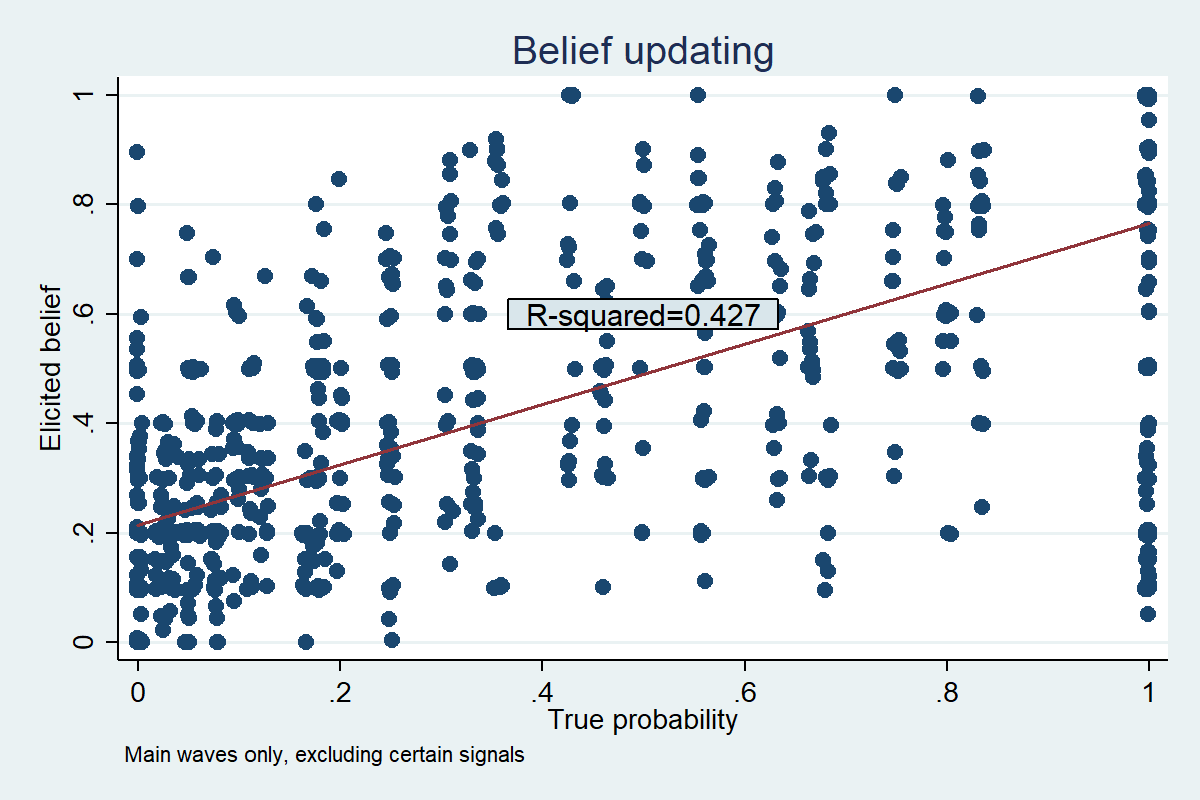 Belief updating
Elicited belief
1
.8
.6
.4
.2
0
R-squared=0.427
0 .2 .4 .6 .8 1
True probability
Main waves only, excluding certain signals